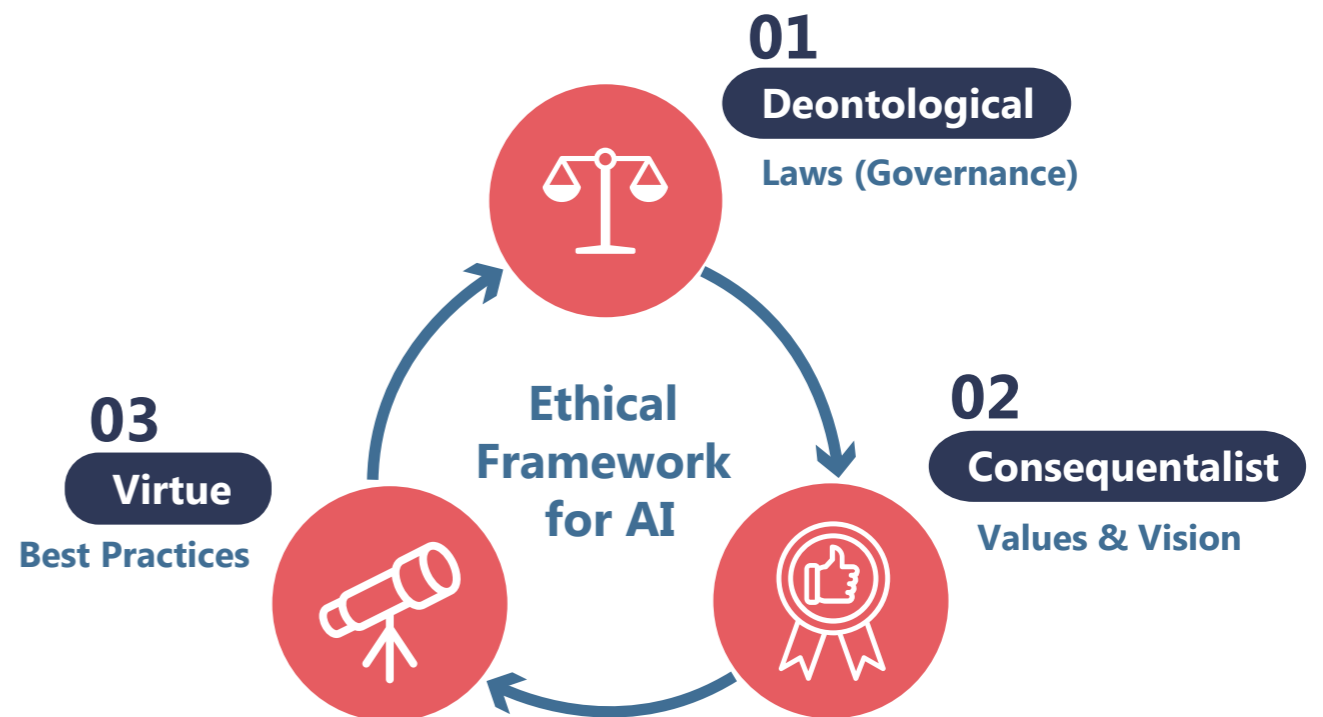 01
Deontological
Laws (Governance)
02
Consequentalist
Values & Vision
03
Virtue
Best Practices
Ethical
Framework
for AI